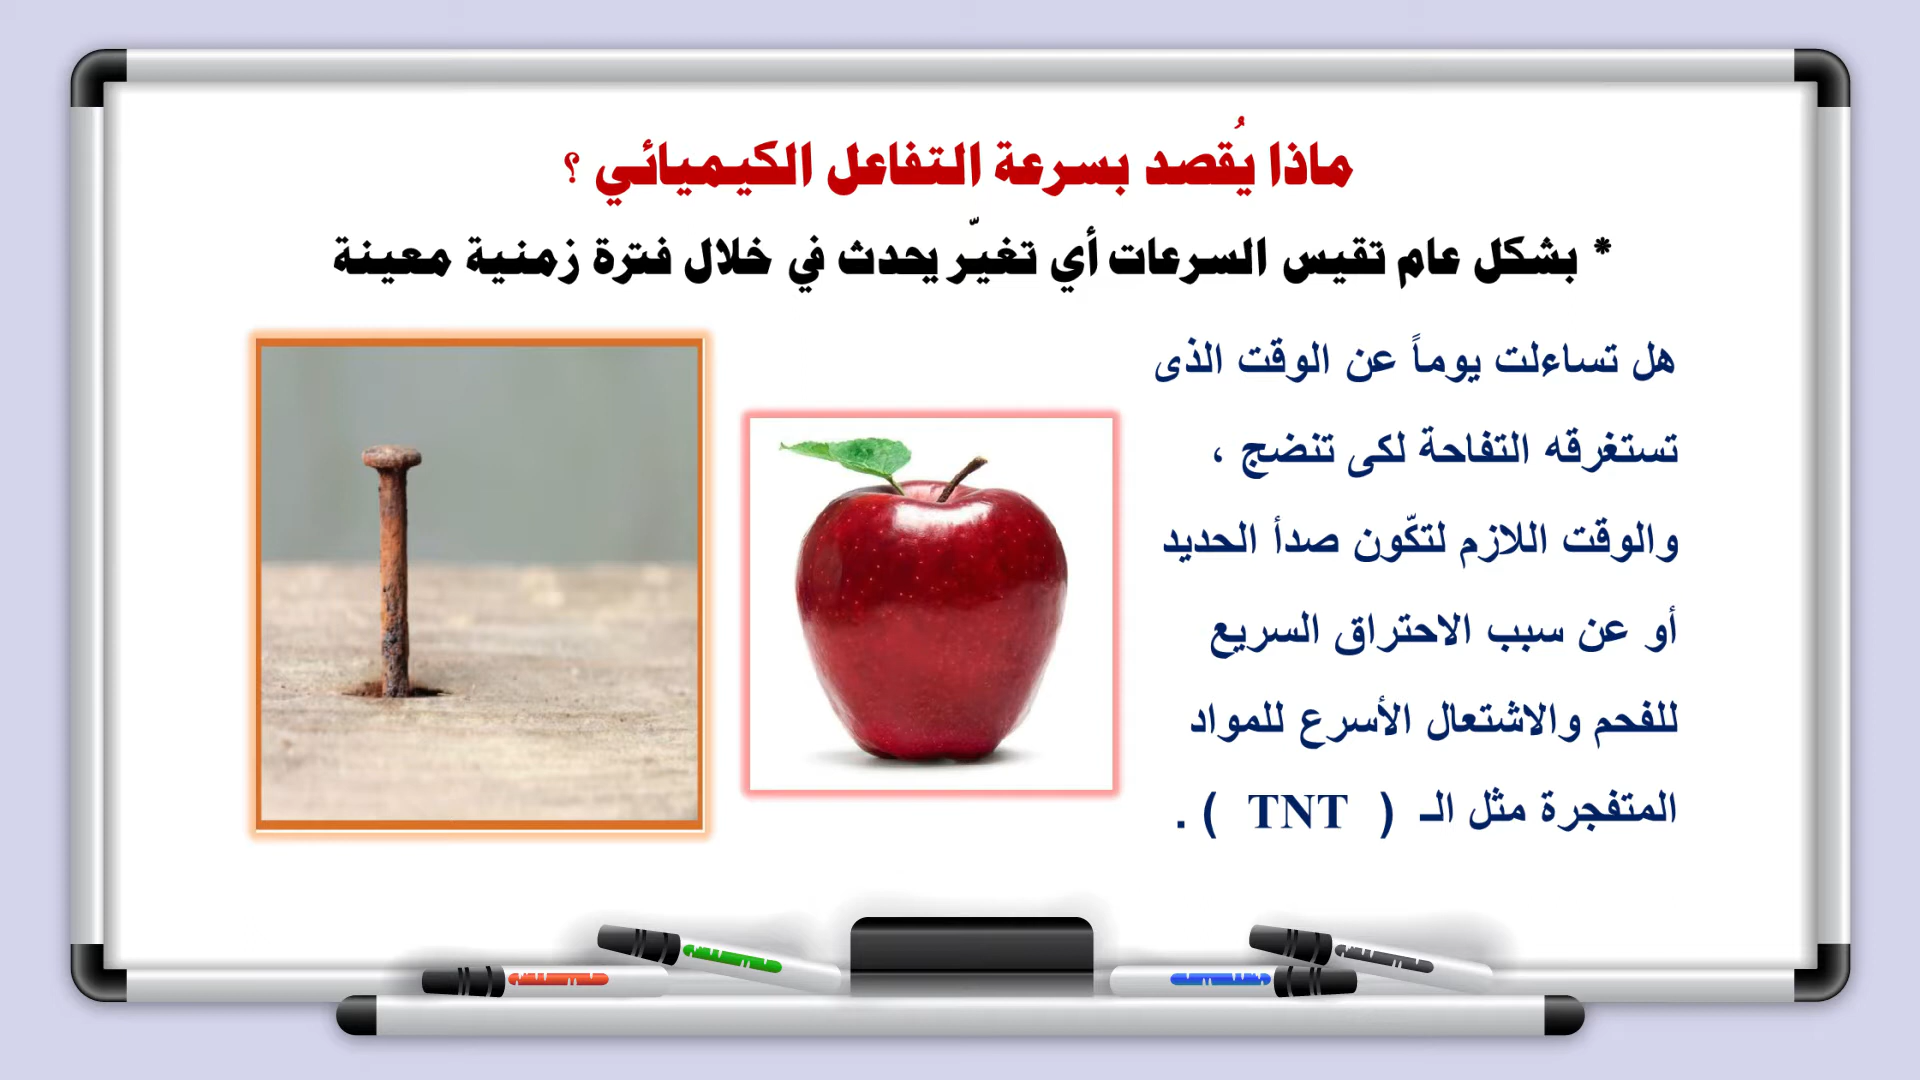 ماذا يُقصد بسرعة التفاعل الكيميائي ؟
* بشكل عام تقيس السرعات أي تغيّر يحدث في خلال فترة زمنية معينة
هل تساءلت يوماً عن الوقت الذى
تستغرقه التفاحة لكى تنضج ،
والوقت اللازم لتكّون صدأ الحديد
أو عن سبب الاحتراق السريع
للفحم والاشتعال الأسرع للمواد
المتفجرة مثل الـ ( TNT ) .